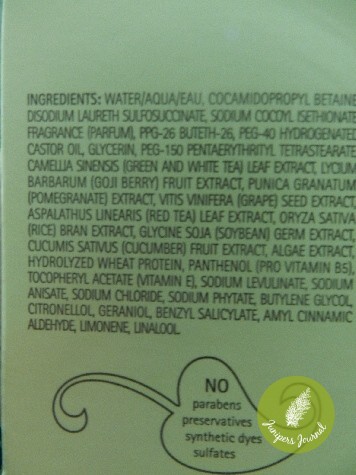 INGREDIENTS: WATER/AQUA/EAU, COCAMIDOPROPYL BETAINE
DISODIUM LAURETH SULFOSUCCINATE, SODIUM COCOYL ISETHIONATE
FRAGRANCE (PARFUM), PPG-26 BUTETH-26, PEG-40 HYDROGENATED
CASTOR OIL, GLYCERIN, PEG-150 PENTAERYTHRITYL TETRASTEARATE
CAMELLIA SINENSIS (GREEN AND WHITE TEA) LEAF EXTRACT, LYCIUM
BARBARUM (GOJI BERRY) FRUIT EXTRACT, PUNICA GRANATUM
(POMEGRANATE) EXTRACT, VITIS VINIFERA (GRAPE) SEED EXTRACT,
ASPALATHUS LINEARIS (RED TEA) LEAF EXTRACT, ORYZA SATIVA
(RICE) BRAN EXTRACT, GLYCINE SOJA (SOYBEAN) GERM EXTRACT,
CUCUMIS SATIVUS (CUCUMBER) FRUIT EXTRACT, ALGAE EXTRACT,
HYDROLYZED WHEAT PROTEIN, PANTHENOL (PRO VITAMIN B5),
TOCOPHERYL ACETATE (VITAMIN E), SODIUM LEVULINATE, SODIUM
ANISATE, SODIUM CHLORIDE, SODIUM PHYTATE, BUTYLENE GLYCOL,
CITRONELLOL, GERANIOL, BENZYL SALICYLATE, AMYL CINNAMIC
ALDEHYDE, LIMONENE, LINALOOL.
NO
parabens
preservatives
synthetic dyes
sulfates
Junipers Journal